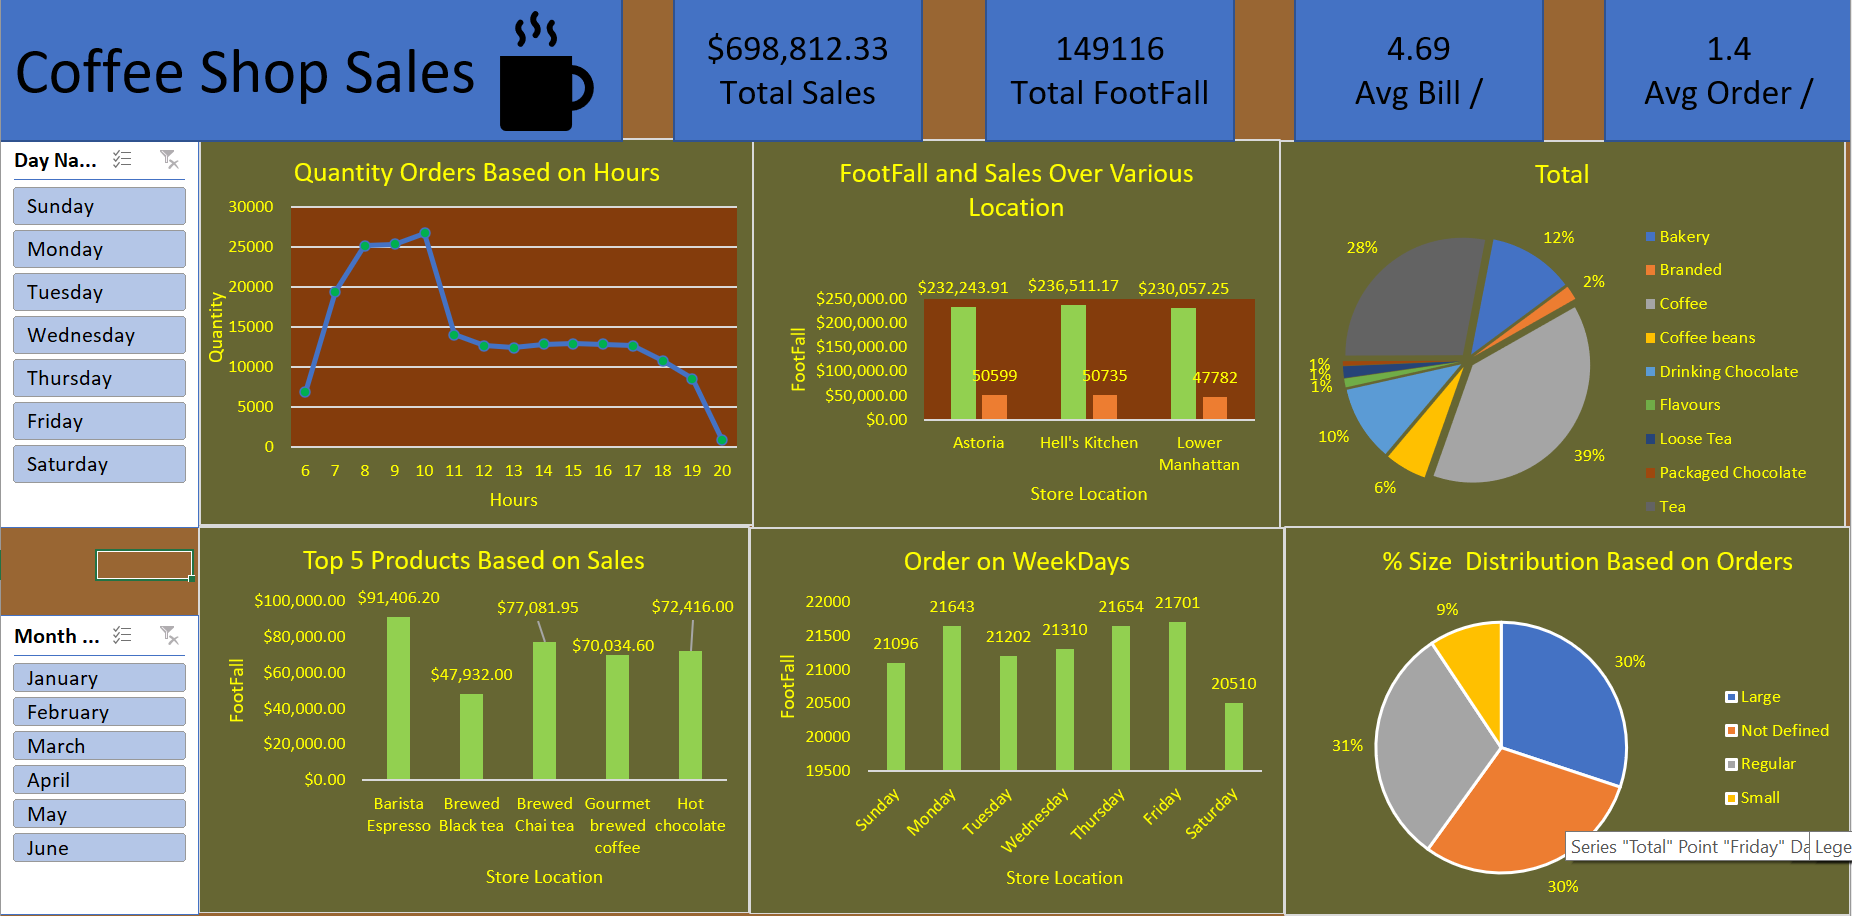 Coffee Shop Sales
$698,812.33
Total Sales
149116
Total FootFall
4.69
Avg Bill /
1.4
Avg Order /
Day Na...
Sunday
Monday
Tuesday
Wednesday
Thursday
Friday
Saturday
Quantity Orders Based on Hours
30000
25000
20000
15000
10000
5000
0
Quantity
6 7 8 9 10 11 12 13 14 15 16 17 18 19 20
Hours
FootFall and Sales Over Various
Location
$232,243.91 $236,511.17 $230,057.25
$250,000.00
$200,000.00
$150,000.00
$100,000.00
$50,000.00
$0.00
FootFall
50599 50735 47782
Astoria Hell's Kitchen Lower
Manhattan
Store Location
Total
12%
2%
39%
6%
10%
1%
1%
1%
28%
Bakery
Branded
Coffee
Coffee beans
Drinking Chocolate
Flavours
Loose Tea
Packaged Chocolate
Tea
Month ...
January
February
March
April
May
June
Top 5 Products Based on Sales
$100,000.00
$80,000.00
$60,000.00
$40,000.00
$20,000.00
$0.00
FootFall
$91,406.20
$47,932.00
$77,081.95
$70,034.60
$72,416.00
Barista Brewed Brewed Gourmet Hot
Espresso Black tea Chai tea brewed chocolate
coffee
Store Location
Order on WeekDays
22000
21500
21000
20500
20000
19500
FootFall
21096
21643
21202
21310
21654
21701
20510
Sunday
Monday
Tuesday
Wednesday
Thursday
Friday
Saturday
Store Location
% Size  Distribution Based on Orders
9%
30%
31%
30%
Large
Not Defined
Regular
Small
Series "Total" Point "Friday" Da
Lege